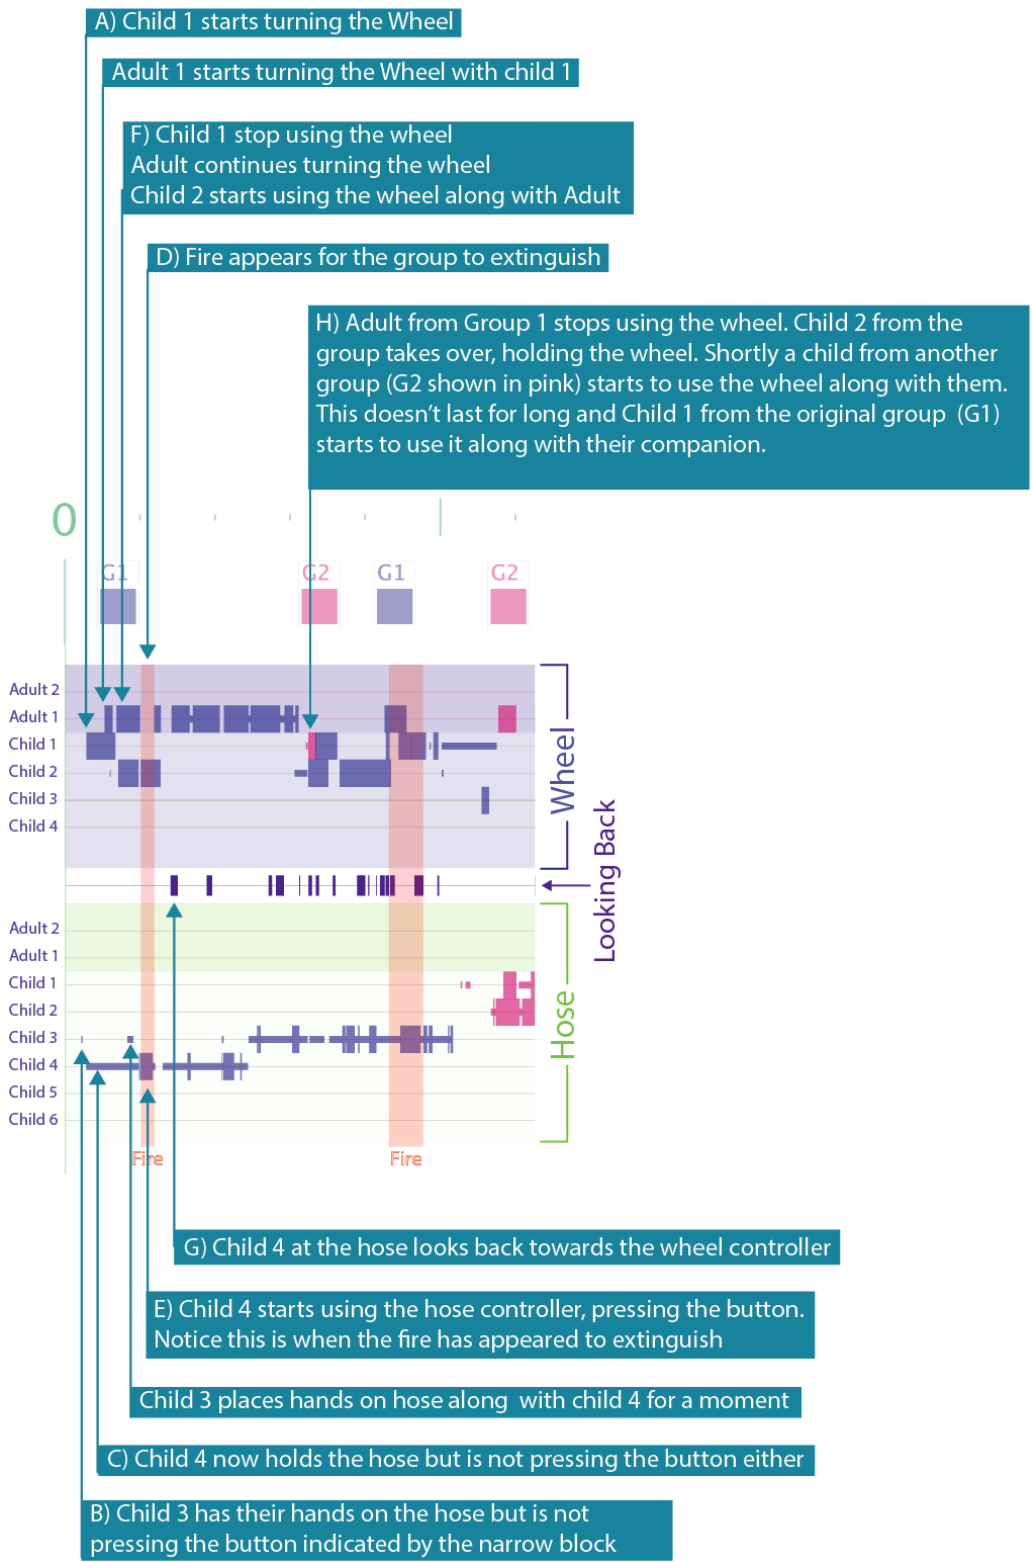 A) Child 1 starts turning the Wheel
Adult 1 starts turning the Wheel with child 1
F) Child 1 stop using the wheel
Adult continues turning the wheel
Child 2 starts using the wheel along with Adult
D) Fire appears for the group to extinguish
H) Adult from Group 1 stops using the wheel. Child 2 from the
group takes over, holding the wheel. Shortly a child from another
group (G2 shown in pink) starts to use the wheel along with them.
This doesn’t last for long and Child 1 from the original group (G1)
starts to use it along with their companion.
0
G1 G2 G1 G2
Adult 2
Adult 1
Child 1
Child 2
Child 3
Child 4
Wheel
Looking Back
Adult 2
Adult 1
Child 1
Child 2
Child 3
Child 4
Child 5
Child 6
Hose
Fire Fire
G) Child 4 at the hose looks back towards the wheel controller
E) Child 4 starts using the hose controller, pressing the button.
Notice this is when the fire has appeared to extinguish
Child 3 places hands on hose along with child 4 for a moment
C) Child 4 now holds the hose but is not pressing the button either
B) Child 3 has their hands on the hose but is not
pressing the button indicated by the narrow block